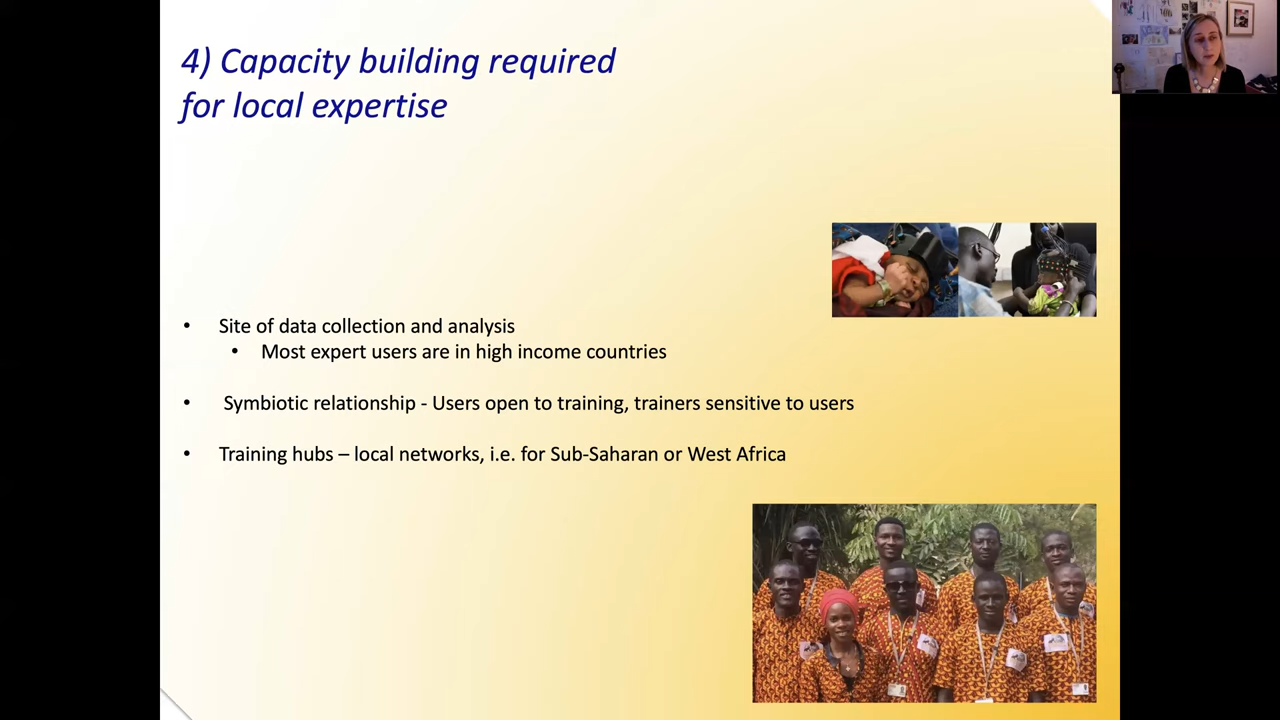 4) Capacity building required
for local expertise
• Site of data collection and analysis
• Most expert users are in high income countries
• Symbiotic relationship - Users open to training, trainers sensitive to users
• Training hubs – local networks, i.e. for Sub-Saharan or West Africa